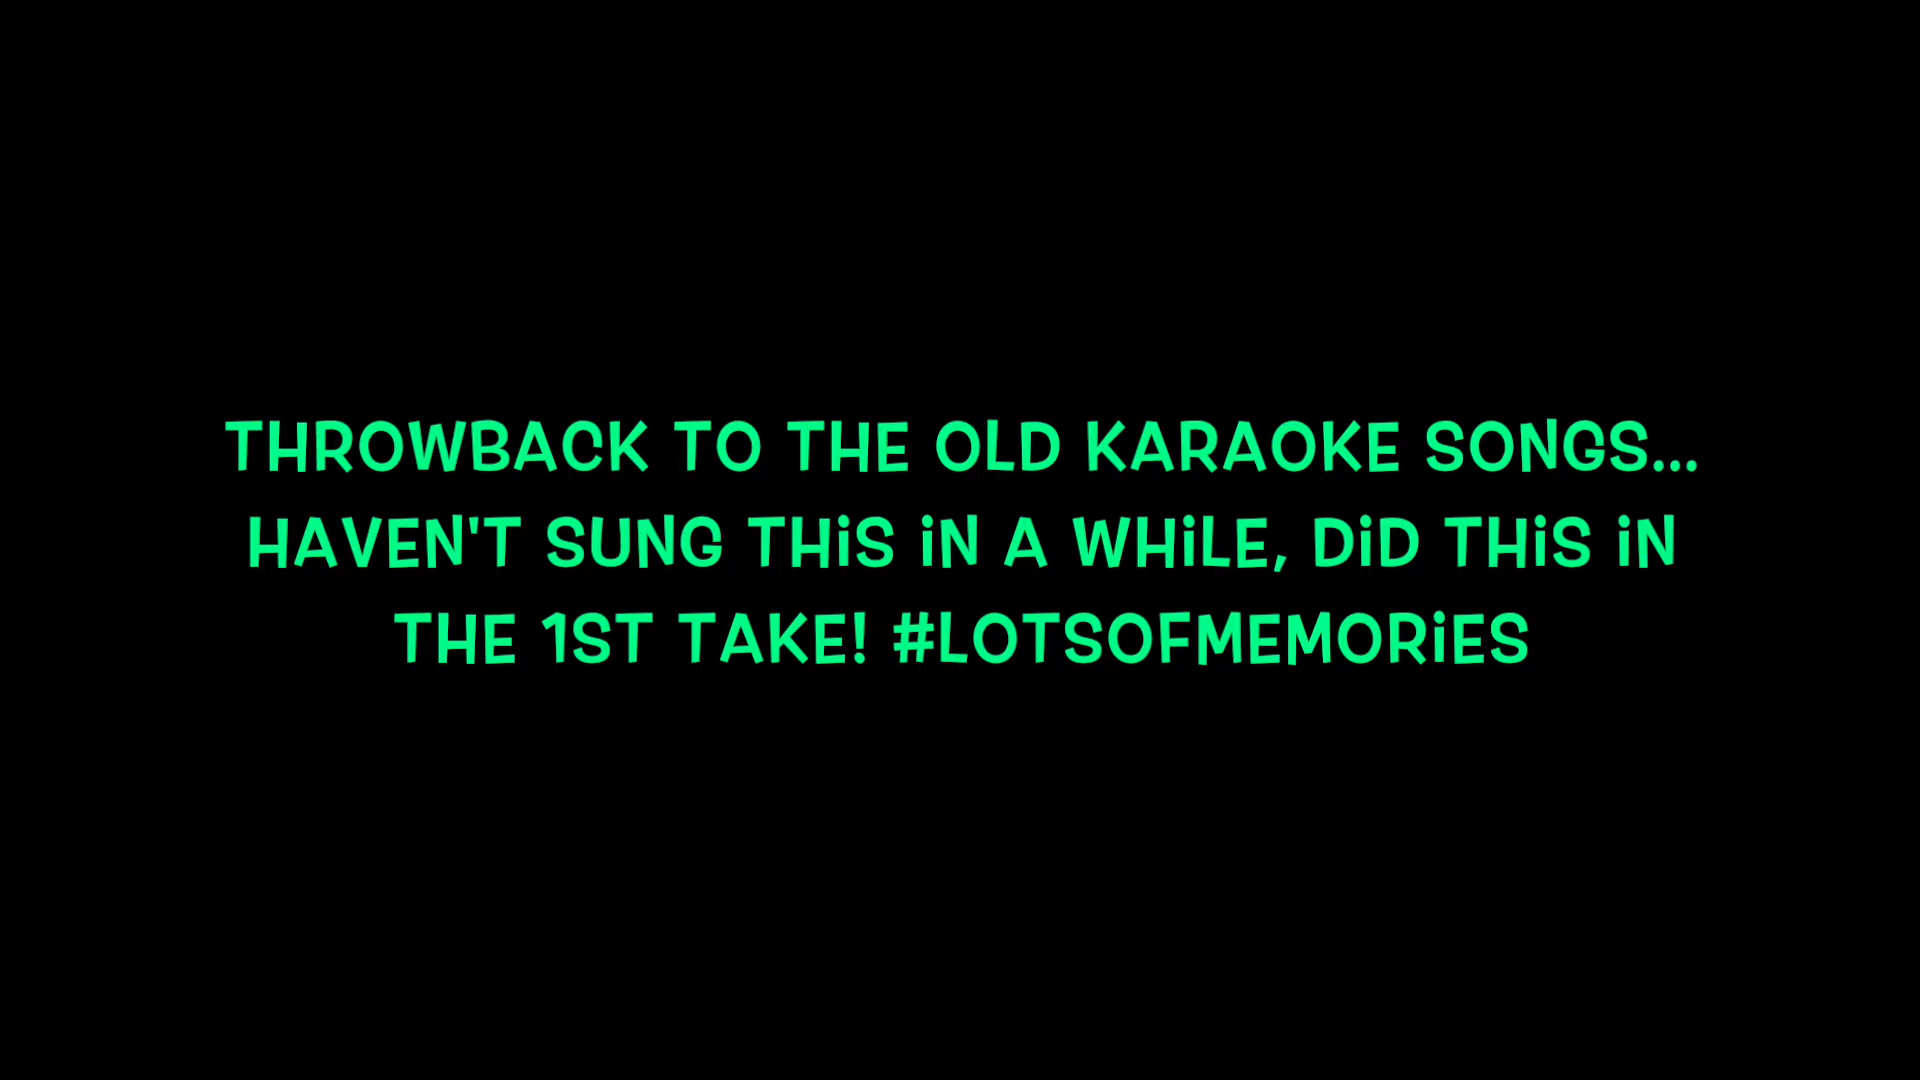 THROWBACK TO THE OLD KARAOKE SONGS...
HAVEN'T SUNG THiS iN A WHiLE, DiD THiS iN
THE 1ST TAKE! #LOTSOFMEMORiES